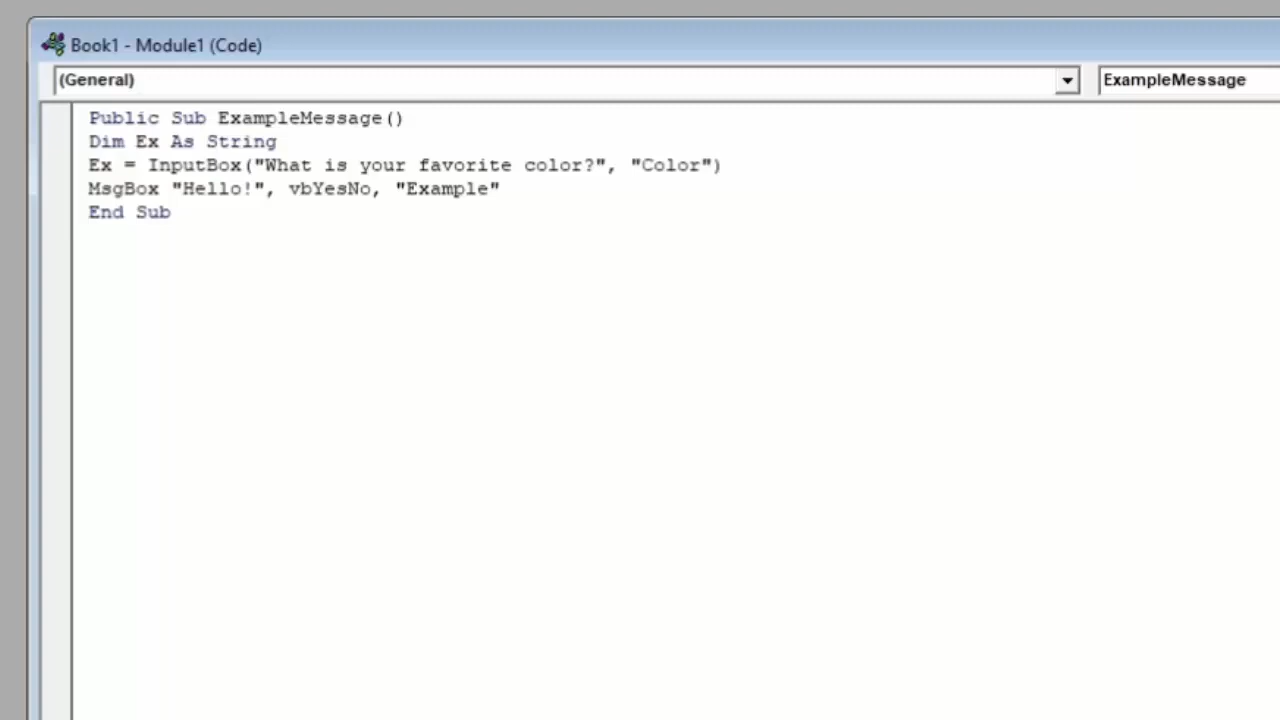 Book1 - Module1 (Code)
(General) ExampleMessage
Public Sub ExampleMessage()
Dim Ex As String
Ex = InputBox("What is your favorite color?", "Color")
MsgBox "Hello!", vbYesNo, "Example"
End Sub